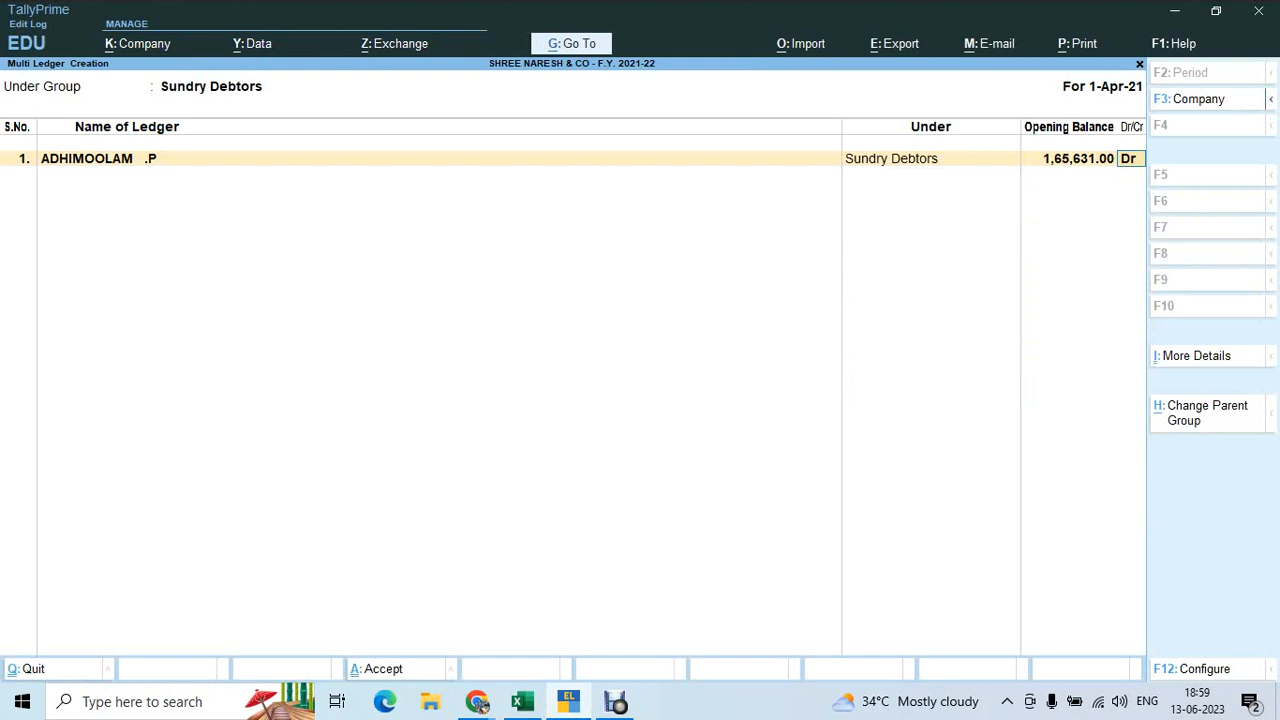 TallyPrime
Edit Log
EDU
MANAGE
K: Company
Y: Data
Z: Exchange
G: Go To
O: Import
E: Export
M: E-mail
P: Print
F1: Help
Multi Ledger Creation
SHREE NARESH & CO - F.Y. 2021-22
Under Group : Sundry Debtors
For 1-Apr-21
S.No. Name of Ledger Under Opening Balance Dr/Cr
1. ADHIMOOLAM .P Sundry Debtors 1,65,631.00 Dr
F2: Period
F3: Company
F4
F5
F6
F7
F8
F9
F10
I: More Details
H: Change Parent
Group
Q: Quit
A: Accept
F12: Configure
Type here to search
EL
34°C Mostly cloudy
ENG
18:59
13-06-2023
2